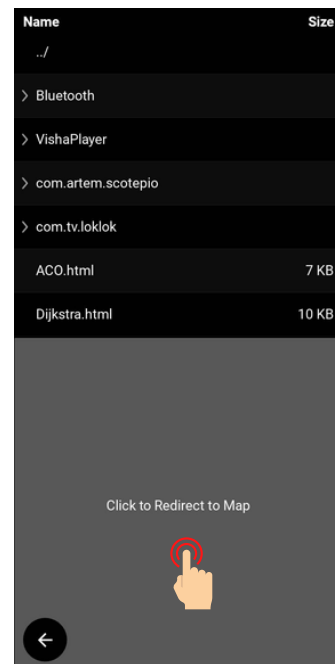 Name Size
../
Bluetooth
VishaPlayer
com.artem.scotepio
com.tv.loklok
ACO.html 7 KB
Dijkstra.html 10 KB
Click to Redirect to Map